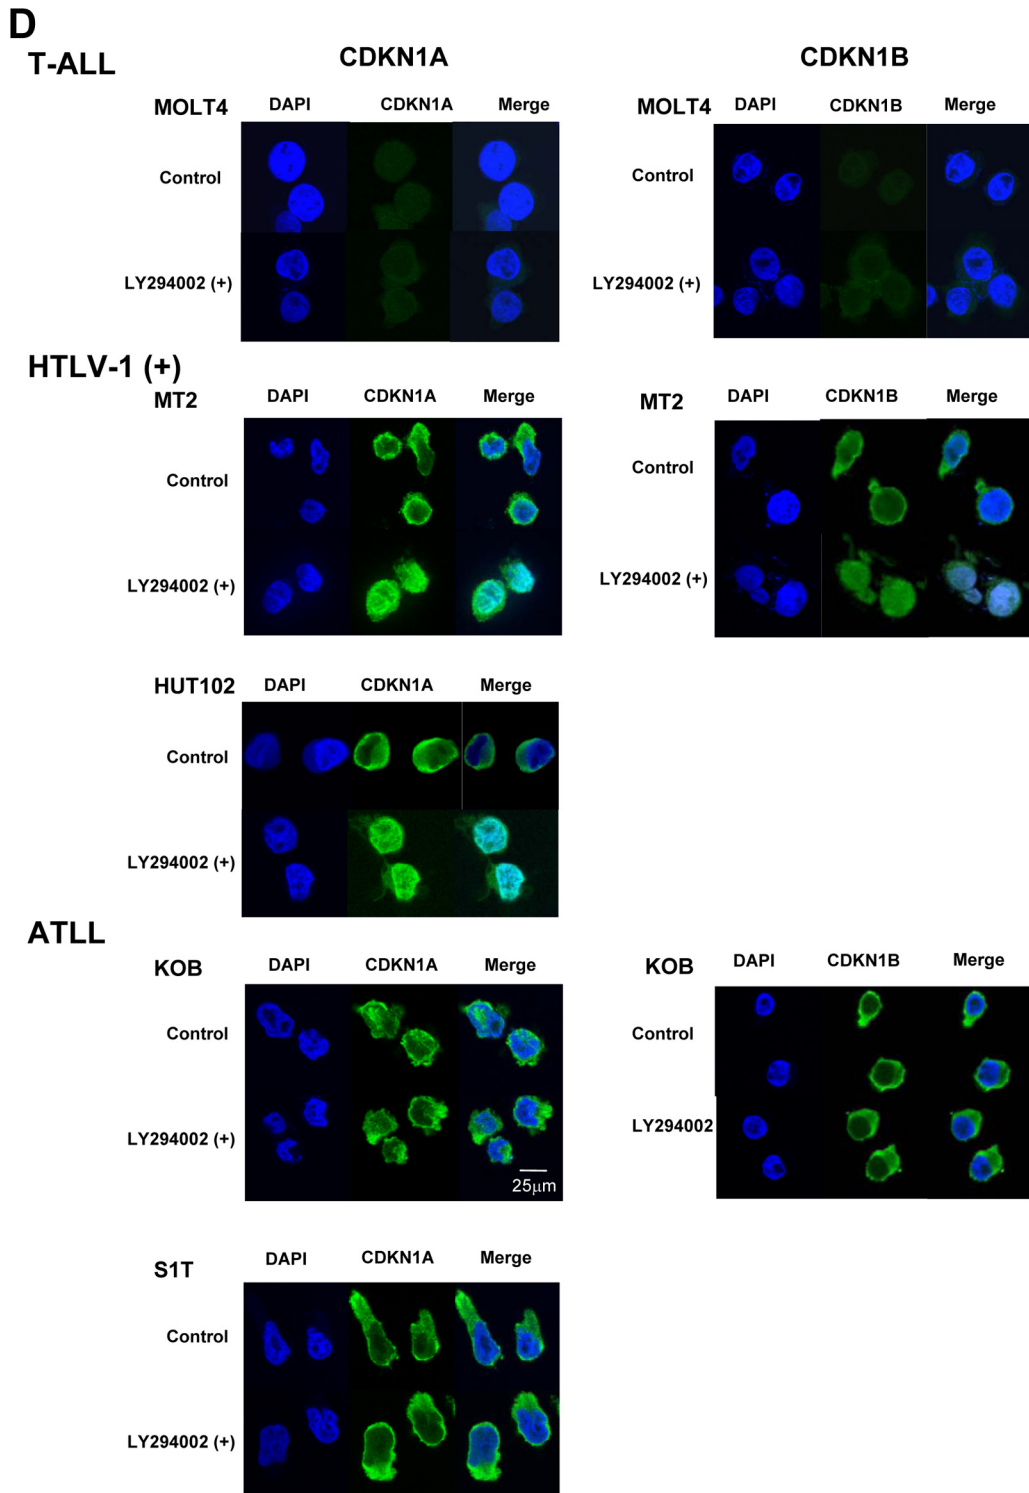 D
T-ALL
CDKN1A CDKN1B
MOLT4 DAPI CDKN1A Merge
MOLT4 DAPI CDKN1B Merge
Control Control
LY294002 (+) LY294002 (+)
HTLV-1 (+)
MT2 DAPI CDKN1A Merge
MT2 DAPI CDKN1B Merge
Control Control
LY294002 (+) LY294002 (+)
HUT102 DAPI CDKN1A Merge
Control
LY294002 (+)
ATLL
KOB DAPI CDKN1A Merge
KOB DAPI CDKN1B Merge
Control Control
LY294002 (+) LY294002
25μm
S1T DAPI CDKN1A Merge
Control
LY294002 (+)